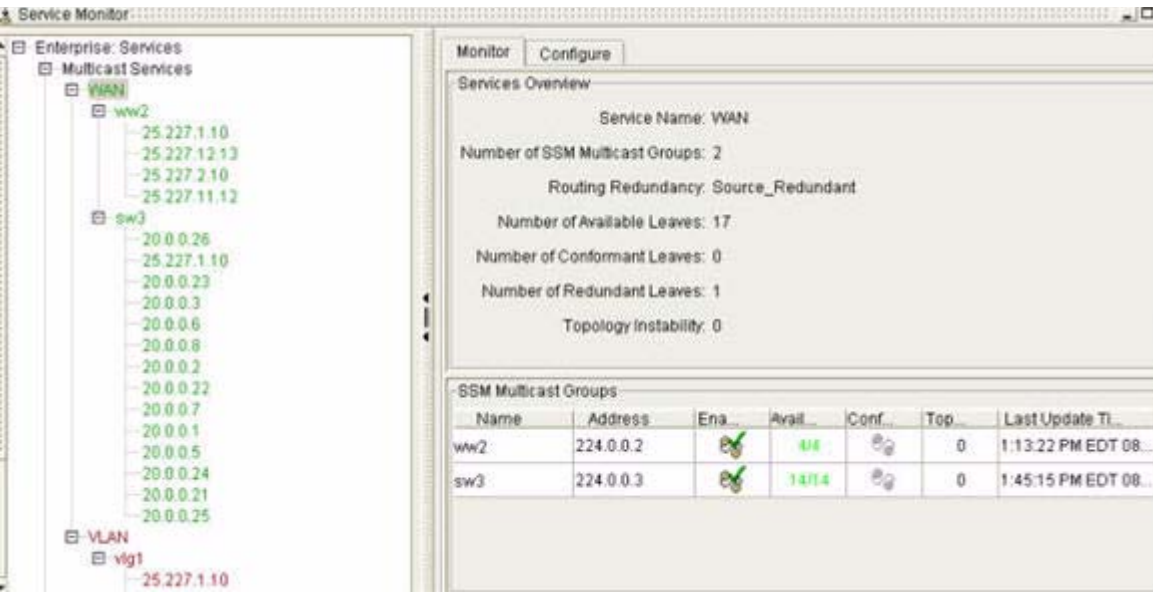 Service Monitor
Enterprise: Services
Multicast Services
WAN
ww2
25.227.1.10
25.227.12.13
25.227.2.10
25.227.11.12
sw3
20.0.0.26
25.227.1.10
20.0.0.23
20.0.0.3
20.0.0.6
20.0.0.8
20.0.0.2
20.0.0.22
20.0.0.7
20.0.0.1
20.0.0.5
20.0.0.24
20.0.0.21
20.0.0.25
VLAN
vlg1
25.227.1.10
Monitor Configure
Services Overview
Service Name: WAN
Number of SSM Multicast Groups: 2
Routing Redundancy: Source_Redundant
Number of Available Leaves: 17
Number of Conformant Leaves: 0
Number of Redundant Leaves: 1
Topology Instability: 0
SSM Multicast Groups
Name Address Ena... Avail... Conf... Top... Last Update Ti...
ww2 224.0.0.2 4/4 0 1:13:22 PM EDT 08...
sw3 224.0.0.3 14/14 0 1:45:15 PM EDT 08...